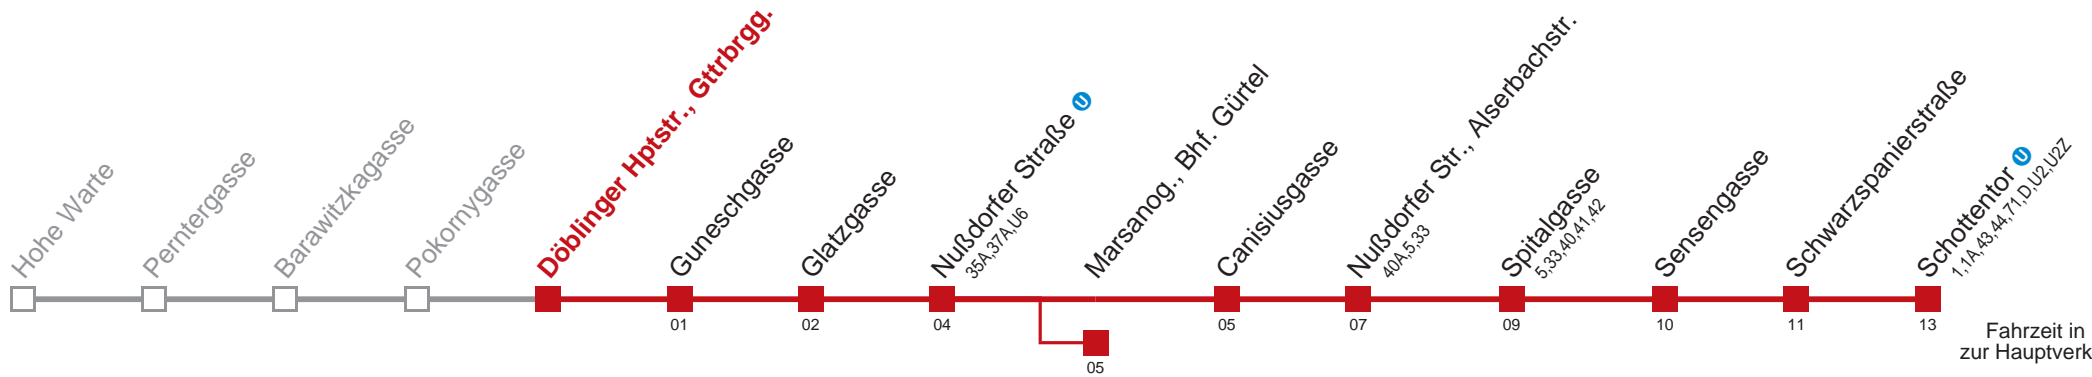 Hohe Warte
Perntergasse
Barawitzkagasse
Pokornygasse
Döblinger Hptstr., Gttrbrgg.
Guneschgasse
01
Glatzgasse
02
Nußdorfer Straße U
35A,37A,U6
04
Marsanog., Bhf. Gürtel
05
Canisiusgasse
05
Nußdorfer Str., Alserbachstr.
40A,5,33
07
Spitalgasse
5,33,40,41,42
09
Sensengasse
10
Schwarzspanierstraße
11
Schottentor U
1,1A,43,44,71,D,U2,U2Z
13
Fahrzeit in
zur Hauptverk